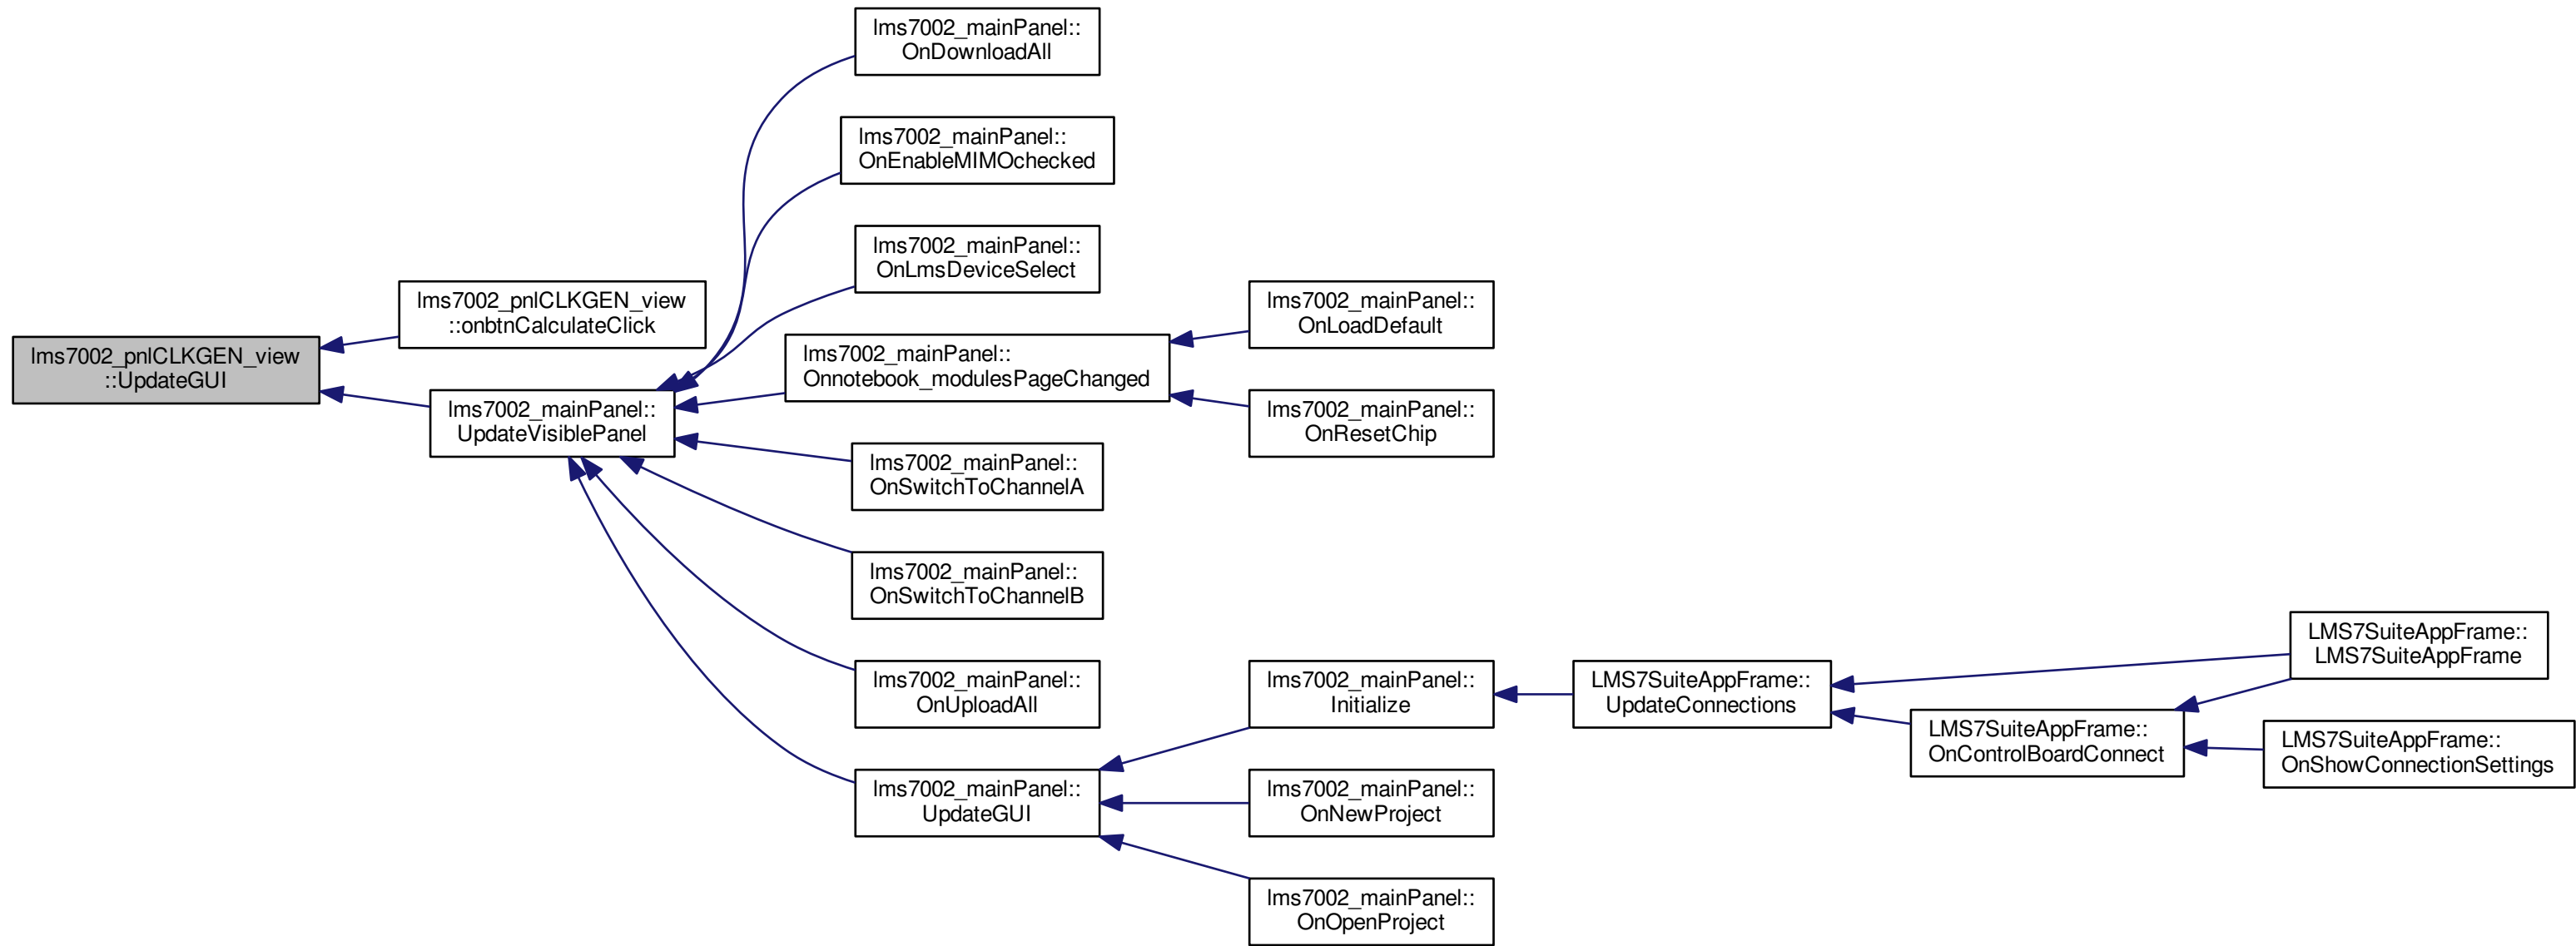 lms7002_pnlCLKGEN_view
::UpdateGUI
lms7002_pnlCLKGEN_view
::onbtnCalculateClick
lms7002_mainPanel::
UpdateVisiblePanel
lms7002_mainPanel::
OnDownloadAll
lms7002_mainPanel::
OnEnableMIMOchecked
lms7002_mainPanel::
OnLmsDeviceSelect
lms7002_mainPanel::
Onnotebook_modulesPageChanged
lms7002_mainPanel::
OnSwitchToChannelA
lms7002_mainPanel::
OnSwitchToChannelB
lms7002_mainPanel::
OnUploadAll
lms7002_mainPanel::
UpdateGUI
lms7002_mainPanel::
OnLoadDefault
lms7002_mainPanel::
OnResetChip
lms7002_mainPanel::
Initialize
lms7002_mainPanel::
OnNewProject
lms7002_mainPanel::
OnOpenProject
LMS7SuiteAppFrame::
UpdateConnections
LMS7SuiteAppFrame::
OnControlBoardConnect
LMS7SuiteAppFrame::
LMS7SuiteAppFrame
LMS7SuiteAppFrame::
OnShowConnectionSettings